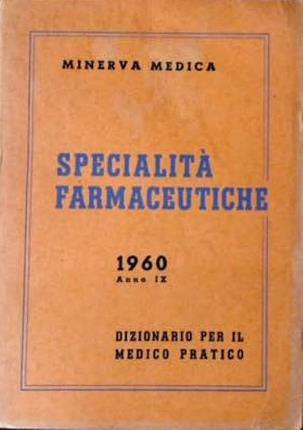 MINERVA MEDICA
SPECIALITÀ
FARMACEUTICHE
1960
Anno IX
DIZIONARIO PER IL
MEDICO PRATICO